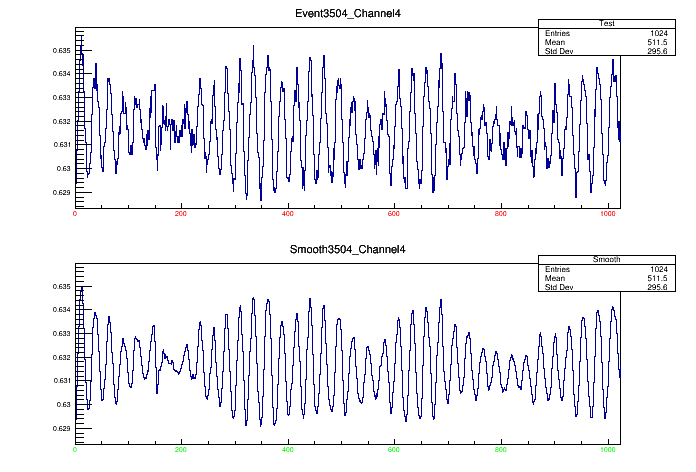 Event3504_Channel4
Test
Entries 1024
Mean 511.5
Std Dev 295.6
0.635
0.634
0.633
0.632
0.631
0.63
0.629
0 200 400 600 800 1000
Smooth3504_Channel4
Smooth
Entries 1024
Mean 511.5
Std Dev 295.6
0.635
0.634
0.633
0.632
0.631
0.63
0.629
0 200 400 600 800 1000